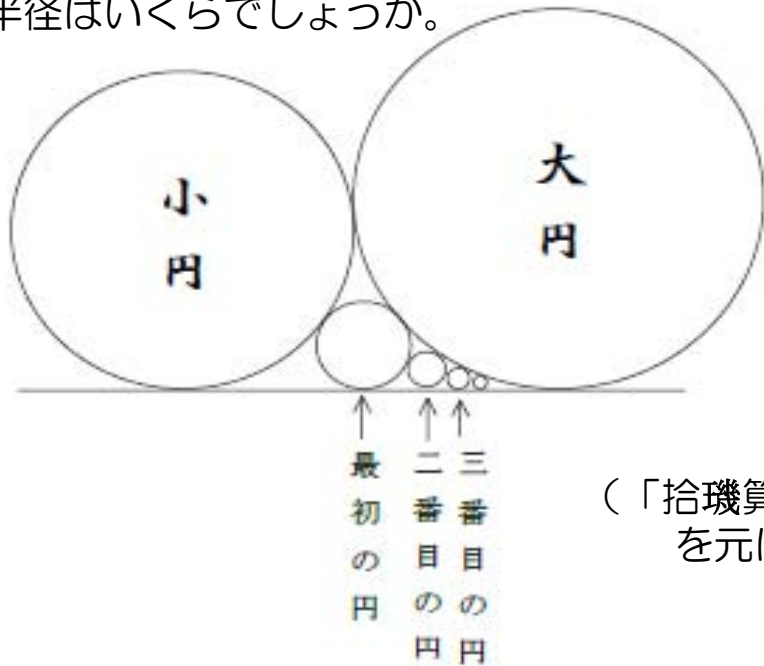 半径はいくらでしょうか。
小円
大円
最初の円
二番目の円
三番目の円
(「拾璣算
を元に